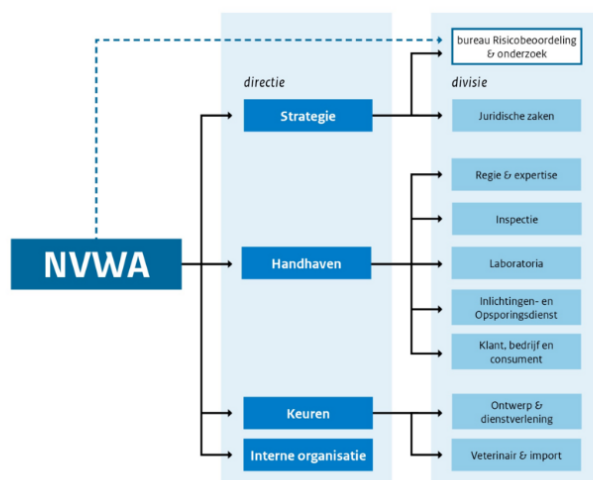 bureau Risicobeoordeling
& onderzoek
directie
divisie
Strategie
Juridische zaken
Regie & expertise
Inspectie
NVWA
Handhaven
Laboratoria
Inlichtingen- en
Opsporingsdienst
Klant, bedrijf en
consument
Keuren
Ontwerp &
dienstverlening
Interne organisatie
Veterinair & import